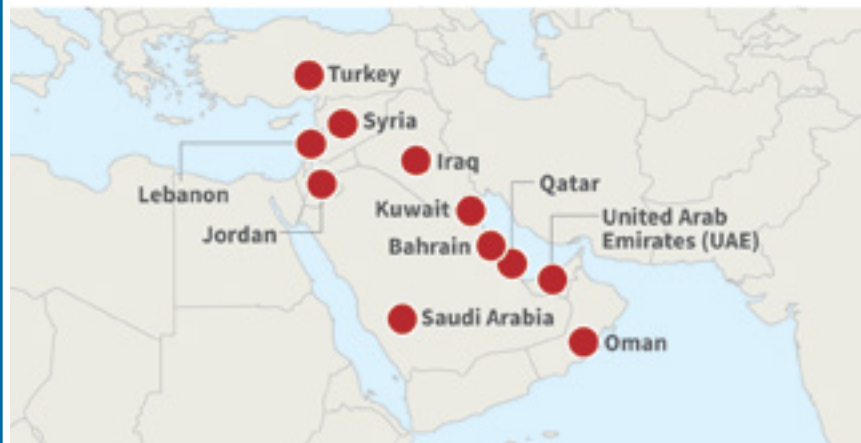 Turkey
Syria
Iraq
Lebanon
Qatar
Kuwait
United Arab
Emirates (UAE)
Jordan
Bahrain
Saudi Arabia
Oman